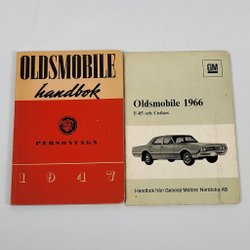 OLDSMOBILE
handbok
PERSONVAGN
1947
GM
Oldsmobile 1966
F-85 och Cutlass
Handbok från General Motors Nordiska AB